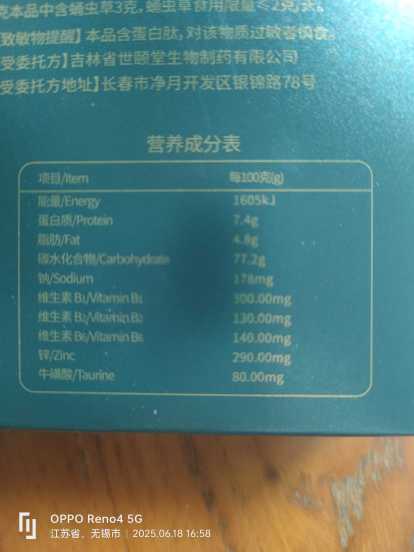 克本品中含蛹虫草3克，蛹虫草食用限量≤2克/天。
致敏物提醒】本品含蛋白肽，对该物质过敏者慎食。
受委托方】吉林省世颐堂生物制药有限公司
受委托方地址】长春市净月开发区银锦路78号
营养成分表
项目/Item 每100克(g)
能量/Energy 1605kJ
蛋白质/Protein 7.4g
脂肪/Fat 4.8g
碳水化合物/Carbohydrate 77.2g
钠/Sodium 178mg
维生素 B₁/Vitamin B₁ 300.00mg
维生素 B₂/Vitamin B₂ 130.00mg
维生素 B₆/Vitamin B₆ 140.00mg
锌/Zinc 290.00mg
牛磺酸/Taurine 80.00mg
OPPO Reno4 5G
江苏省，无锡市 | 2025.06.18 16:58